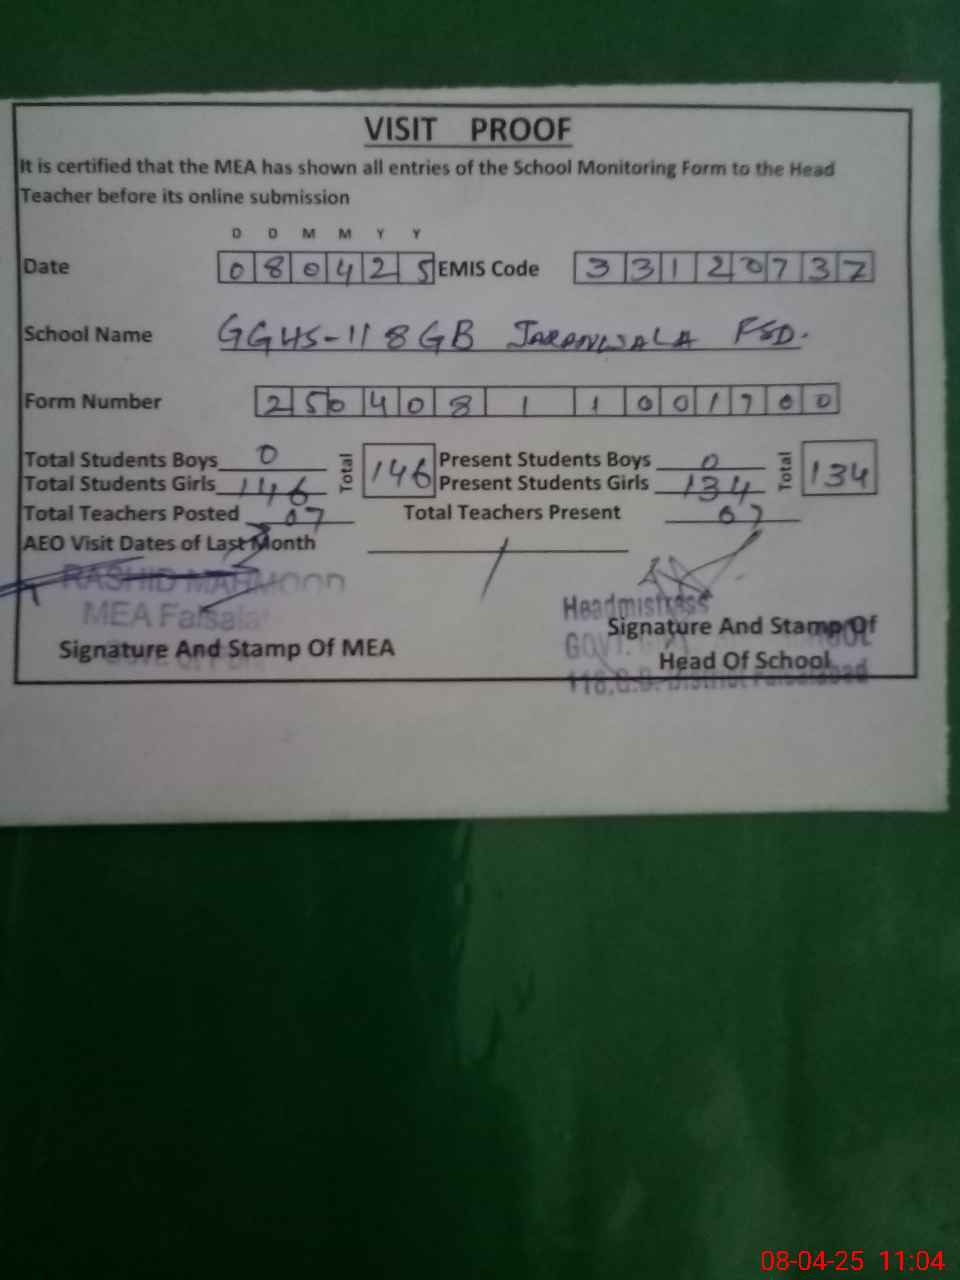 VISIT PROOF
It is certified that the MEA has shown all entries of the School Monitoring Form to the Head
Teacher before its online submission
D D M M Y Y
Date 0 8 0 4 2 5 EMIS Code 3 3 1 2 0 7 3 7
School Name GGHS-118GB JARANWALA FSD.
Form Number 2 5 0 4 0 8 1 1 0 0 1 7 0 0
Total Students Boys 0 Total 146 Present Students Boys 0 Total 134
Total Students Girls 146 Present Students Girls 134
Total Teachers Posted 07 Total Teachers Present 07
AEO Visit Dates of Last Month /
RASHID MAHMOOD
MEA Faisala
Headmistress
Signature And Stamp Of MEA
Signature And Stamp Of
GOVT.
Head Of School
118,G.B. District Faisalabad
08-04-25 11:04